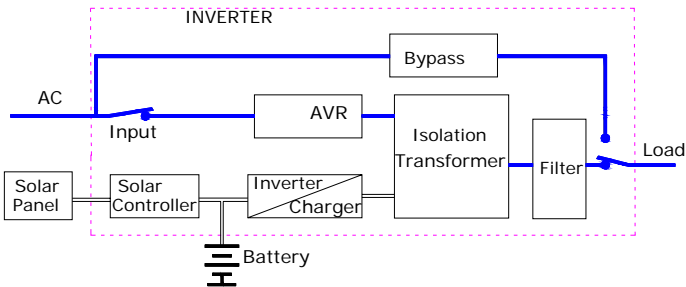 INVERTER
Bypass
AC
AVR
Input
Isolation
Transformer
Load
Filter
Solar
Panel
Solar
Controller
Inverter
Charger
Battery